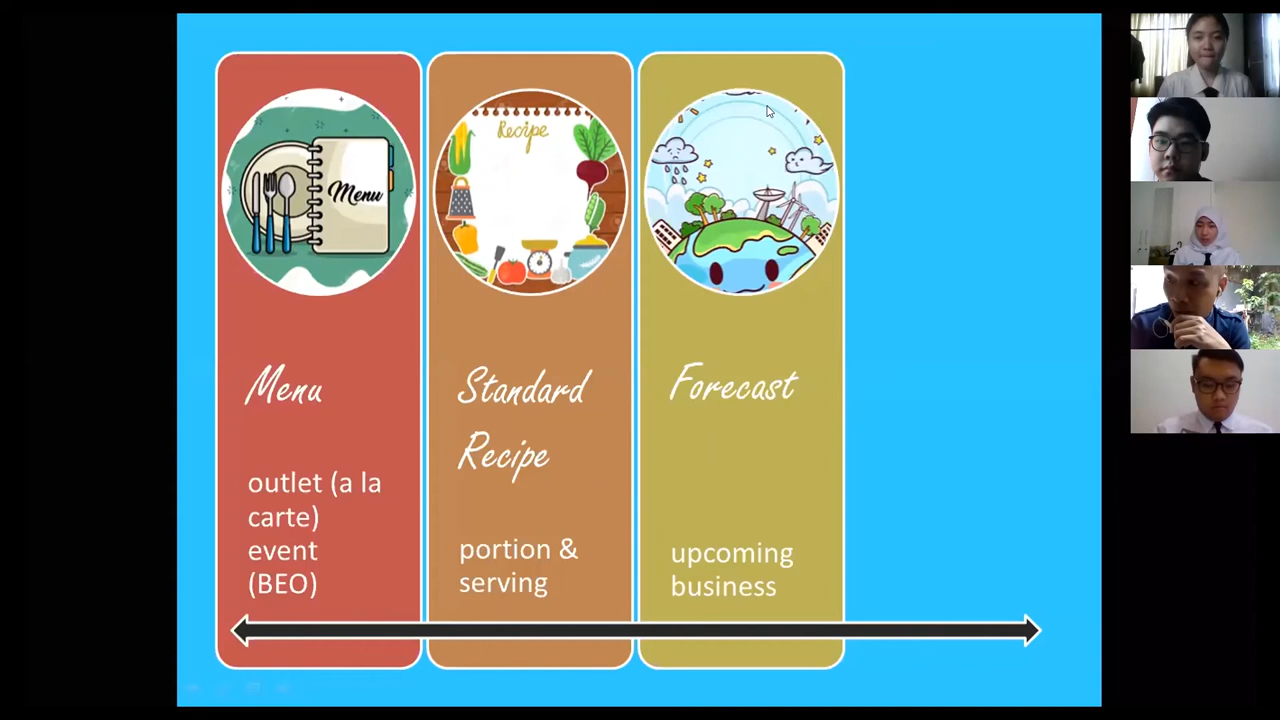 Menu
Recipe
Menu
outlet (a la
carte)
event
(BEO)
Standard
Recipe
portion &
serving
Forecast
upcoming
business